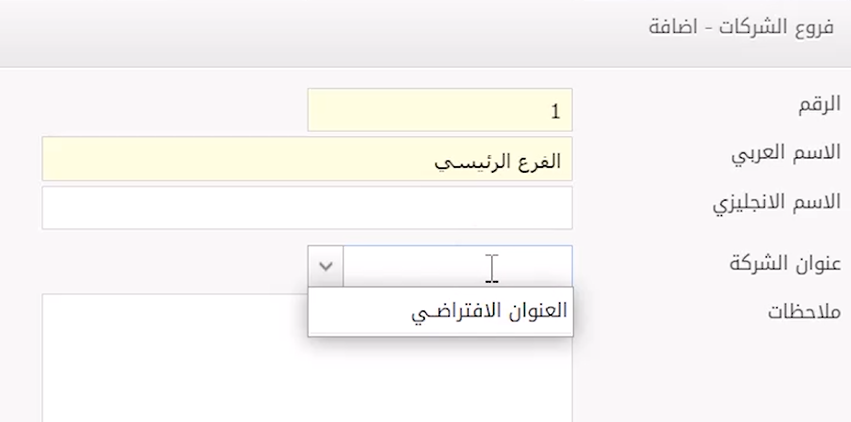 فروع الشركات - اضافة
الرقم
1
الاسم العربي
الفرع الرئيسي
الاسم الانجليزي
عنوان الشركة
العنوان الافتراضي
ملاحظات